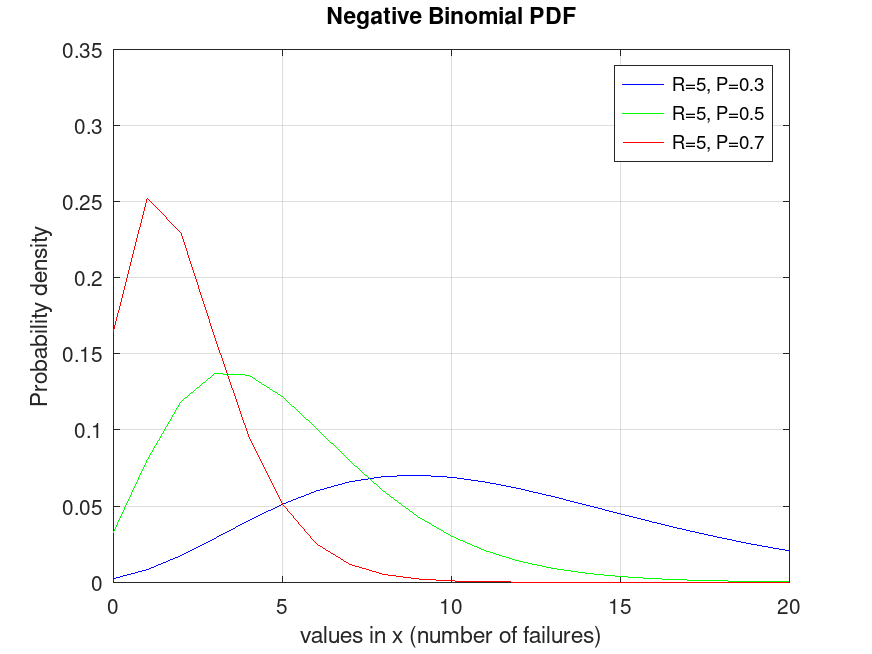 Negative Binomial PDF
0.35
0.3
0.25
0.2
0.15
0.1
0.05
0
Probability density
R=5, P=0.3
R=5, P=0.5
R=5, P=0.7
0 5 10 15 20
values in x (number of failures)